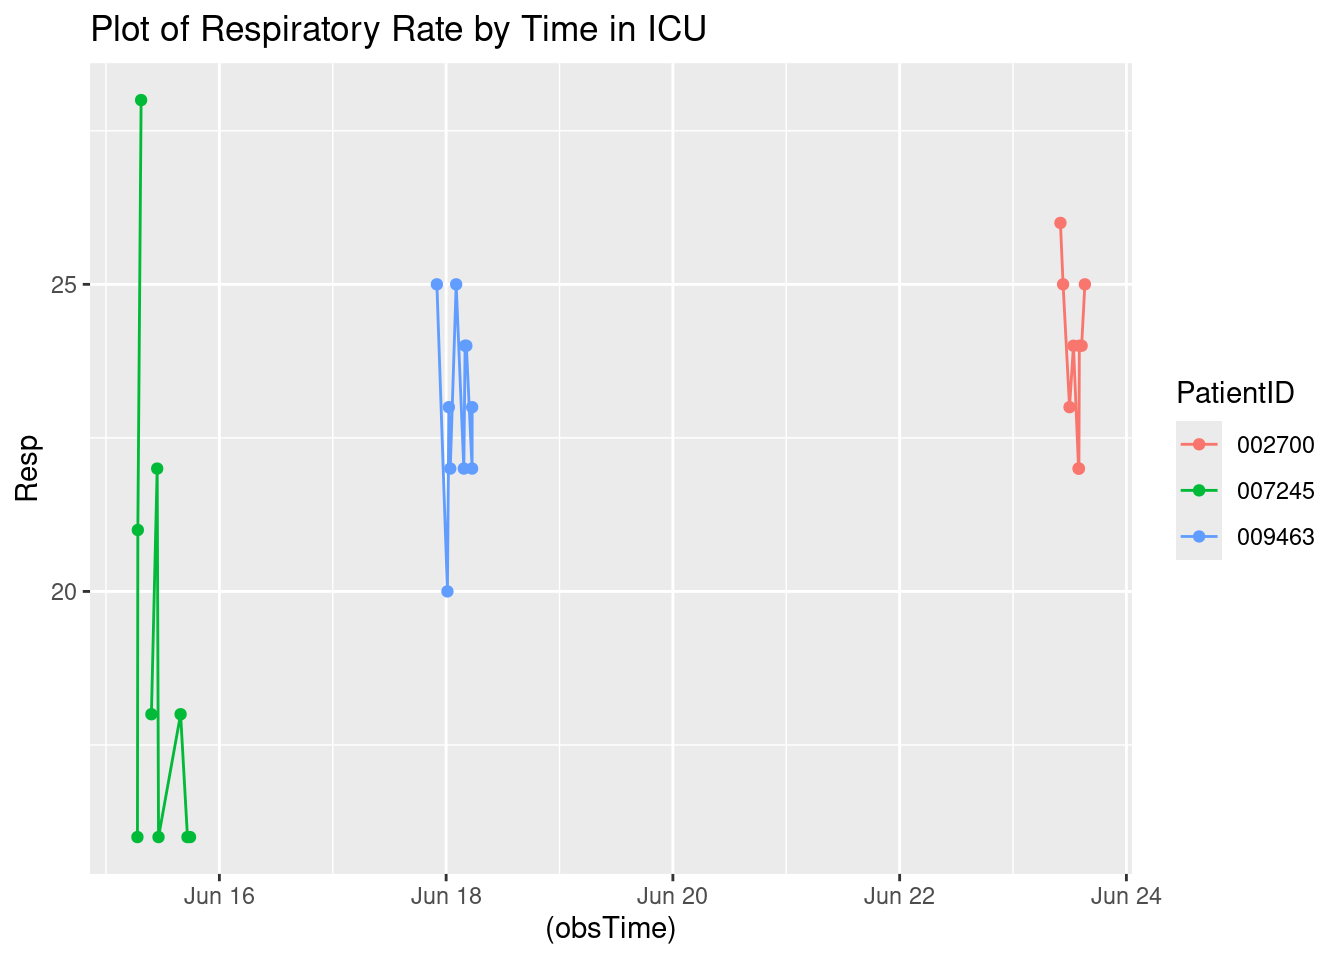 Plot of Respiratory Rate by Time in ICU
Resp
25
20
Jun 16 Jun 18 Jun 20 Jun 22 Jun 24
(obsTime)
PatientID
002700
007245
009463